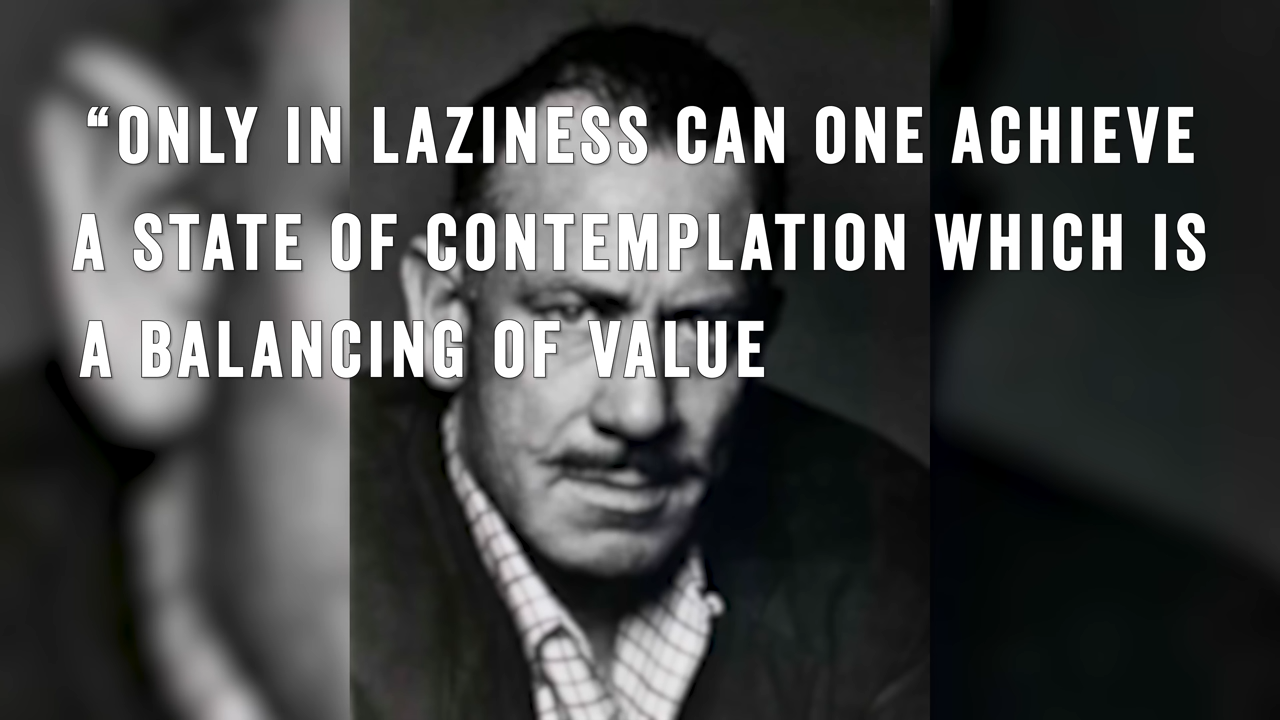 “ONLY IN LAZINESS CAN ONE ACHIEVE
A STATE OF CONTEMPLATION WHICH IS
A BALANCING OF VALUE